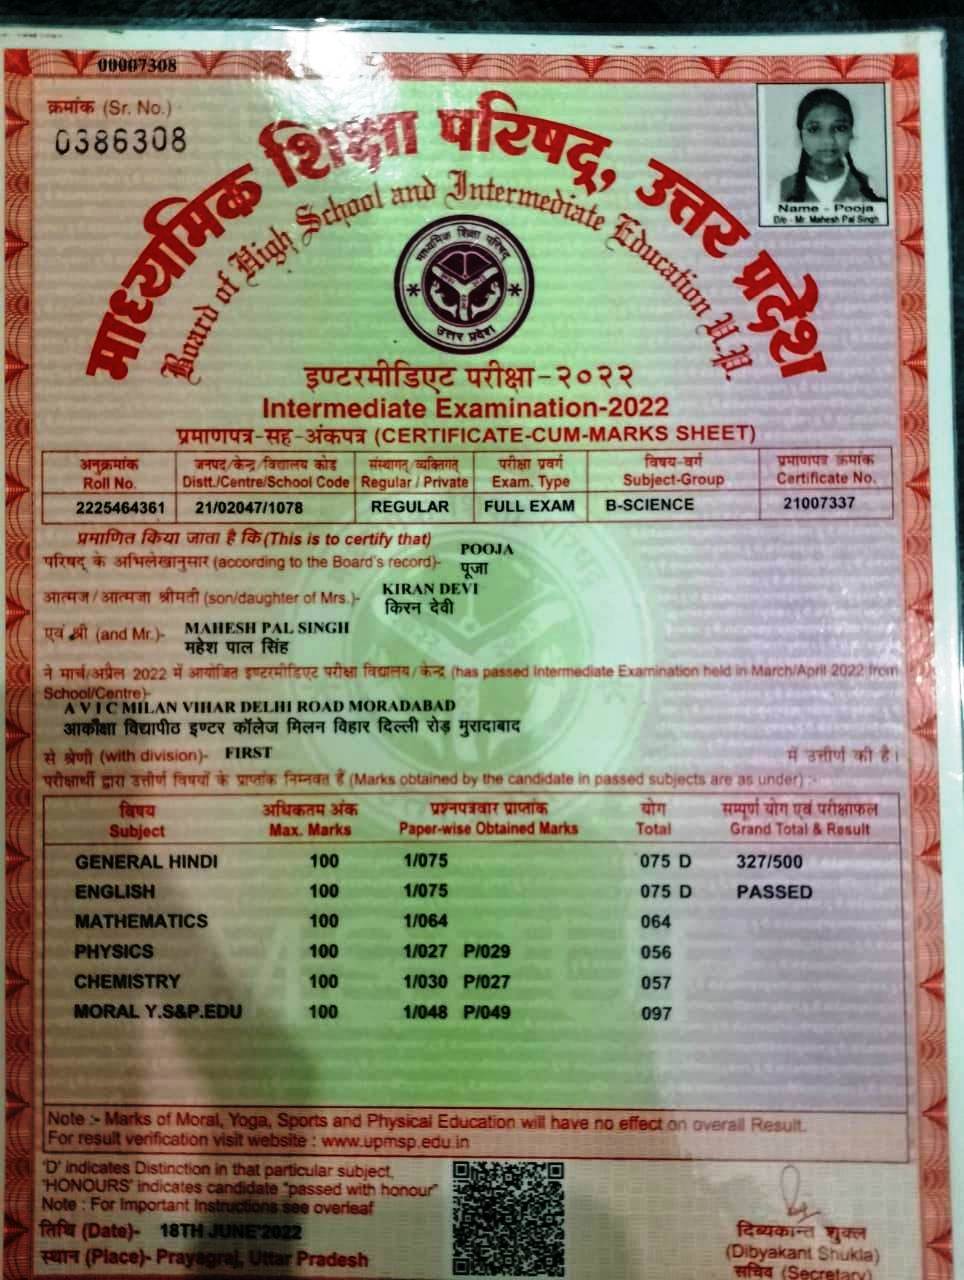 00007308
क्रमांक (Sr. No.)
0386308
माध्यमिक शिक्षा परिषद्, उत्तर प्रदेश
Board of High School and Intermediate Education U.P.
Name - Pooja
D/o - Mr. Mahesh Pal Singh
माध्यमिक शिक्षा परिषद्
उत्तर प्रदेश
इण्टरमीडिएट परीक्षा-२०२२
Intermediate Examination-2022
प्रमाणपत्र-सह-अंकपत्र (CERTIFICATE-CUM-MARKS SHEET)
अनुक्रमांक जनपद/केन्द्र/विद्यालय कोड संस्थागत/व्यक्तिगत परीक्षा प्रवर्ग विषय-वर्ग प्रमाणपत्र क्रमांक
Roll No. Distt./Centre/School Code Regular / Private Exam. Type Subject-Group Certificate No.
2225464361 21/02047/1078 REGULAR FULL EXAM B-SCIENCE 21007337
प्रमाणित किया जाता है कि (This is to certify that)
POOJA
परिषद् के अभिलेखानुसार (according to the Board's record)- पूजा
KIRAN DEVI
आत्मज/आत्मजा श्रीमती (son/daughter of Mrs.)- किरन देवी
MAHESH PAL SINGH
एवं श्री (and Mr.)- महेश पाल सिंह
ने मार्च/अप्रैल 2022 में आयोजित इण्टरमीडिएट परीक्षा विद्यालय/केन्द्र (has passed Intermediate Examination held in March/April 2022 from
School/Centre)-
A V I C MILAN VIHAR DELHI ROAD MORADABAD
आकांक्षा विद्यापीठ इण्टर कॉलेज मिलन विहार दिल्ली रोड़ मुरादाबाद
से श्रेणी (with division)- FIRST में उत्तीर्ण की है।
परीक्षार्थी द्वारा उत्तीर्ण विषयों के प्राप्तांक निम्नवत हैं (Marks obtained by the candidate in passed subjects are as under) :-
विषय अधिकतम अंक प्रश्नपत्रवार प्राप्तांक योग सम्पूर्ण योग एवं परीक्षाफल
Subject Max. Marks Paper-wise Obtained Marks Total Grand Total & Result
GENERAL HINDI 100 1/075 075 D 327/500
ENGLISH 100 1/075 075 D PASSED
MATHEMATICS 100 1/064 064
PHYSICS 100 1/027 P/029 056
CHEMISTRY 100 1/030 P/027 057
MORAL Y.S&P.EDU 100 1/048 P/049 097
Note :- Marks of Moral, Yoga, Sports and Physical Education will have no effect on overall Result.
For result verification visit website : www.upmsp.edu.in
'D' indicates Distinction in that particular subject,
'HONOURS' indicates candidate "passed with honour"
Note : For Important Instructions see overleaf
तिथि (Date)- 18TH JUNE'2022
स्थान (Place)- Prayagraj, Uttar Pradesh
दिब्यकान्त शुक्ल
(Dibyakant Shukla)
सचिव (Secretary)